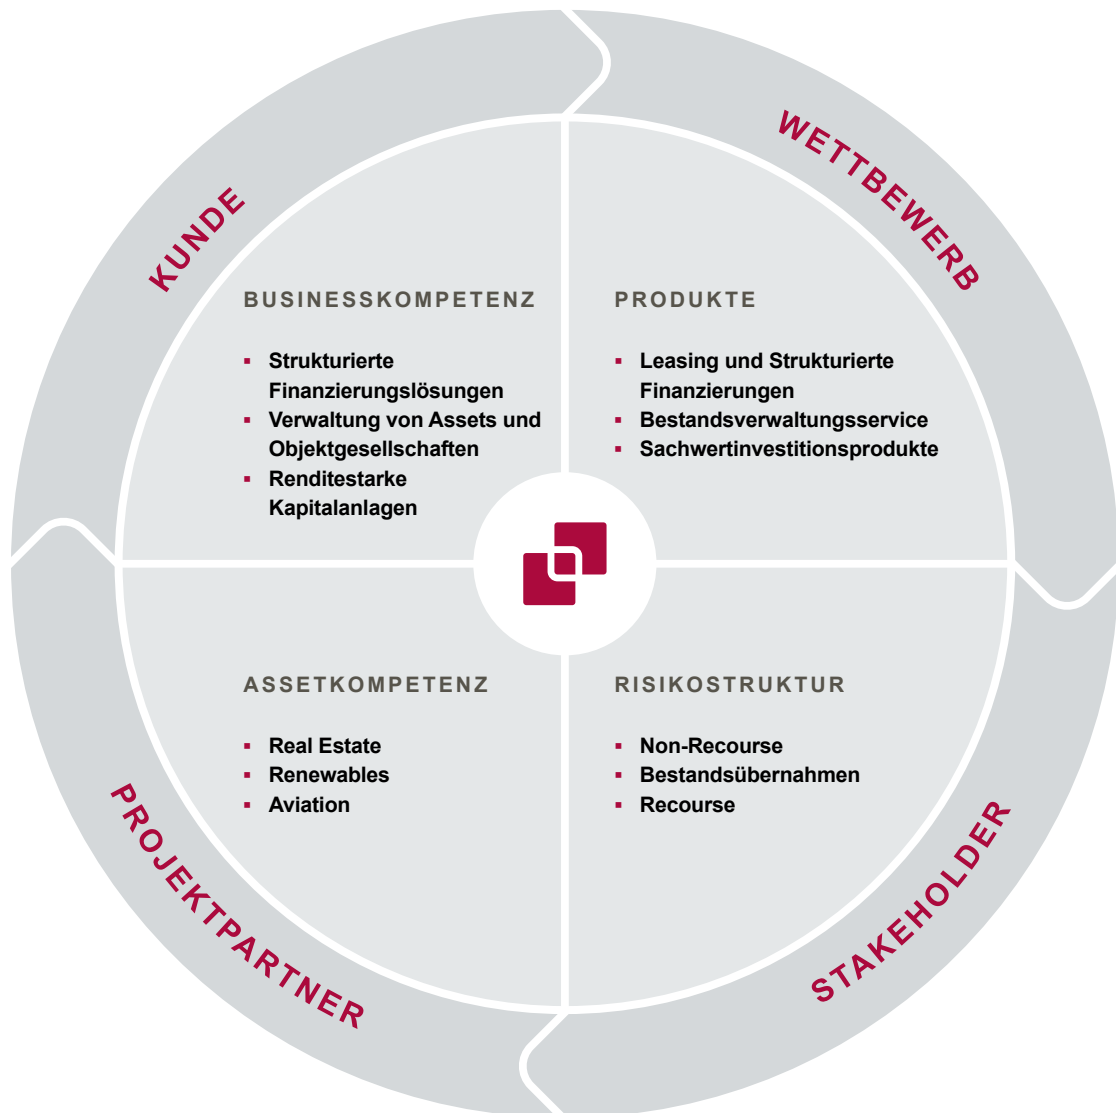 KUNDE
WETTBEWERB
BUSINESSKOMPETENZ
▪ Strukturierte
Finanzierungslösungen
▪ Verwaltung von Assets und
Objektgesellschaften
▪ Renditestarke
Kapitalanlagen
PRODUKTE
▪ Leasing und Strukturierte
Finanzierungen
▪ Bestandsverwaltungsservice
▪ Sachwertinvestitionsprodukte
ASSETKOMPETENZ
▪ Real Estate
▪ Renewables
▪ Aviation
RISIKOSTRUKTUR
▪ Non-Recourse
▪ Bestandsübernahmen
▪ Recourse
PROJEKTPARTNER
STAKEHOLDER